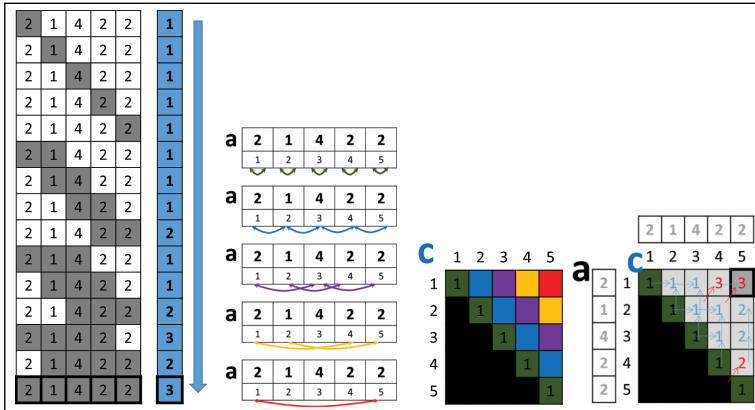 2 1 4 2 2 1
2 1 4 2 2 1
2 1 4 2 2 1
2 1 4 2 2 1
2 1 4 2 2 1
2 1 4 2 2 1
2 1 4 2 2 1
2 1 4 2 2 1
2 1 4 2 2 2
2 1 4 2 2 1
2 1 4 2 2 1
2 1 4 2 2 2
2 1 4 2 2 3
2 1 4 2 2 2
2 1 4 2 2 3
a 2 1 4 2 2
1 2 3 4 5
a 2 1 4 2 2
1 2 3 4 5
a 2 1 4 2 2
1 2 3 4 5
a 2 1 4 2 2
1 2 3 4 5
a 2 1 4 2 2
1 2 3 4 5
c 1 2 3 4 5
1 1
2 1
3 1
4 1
5 1
2 1 4 2 2
a c 1 2 3 4 5
2 1 1 1 1 3 3
1 2 1 1 1 2
4 3 1 1 2
2 4 1 2
2 5 1